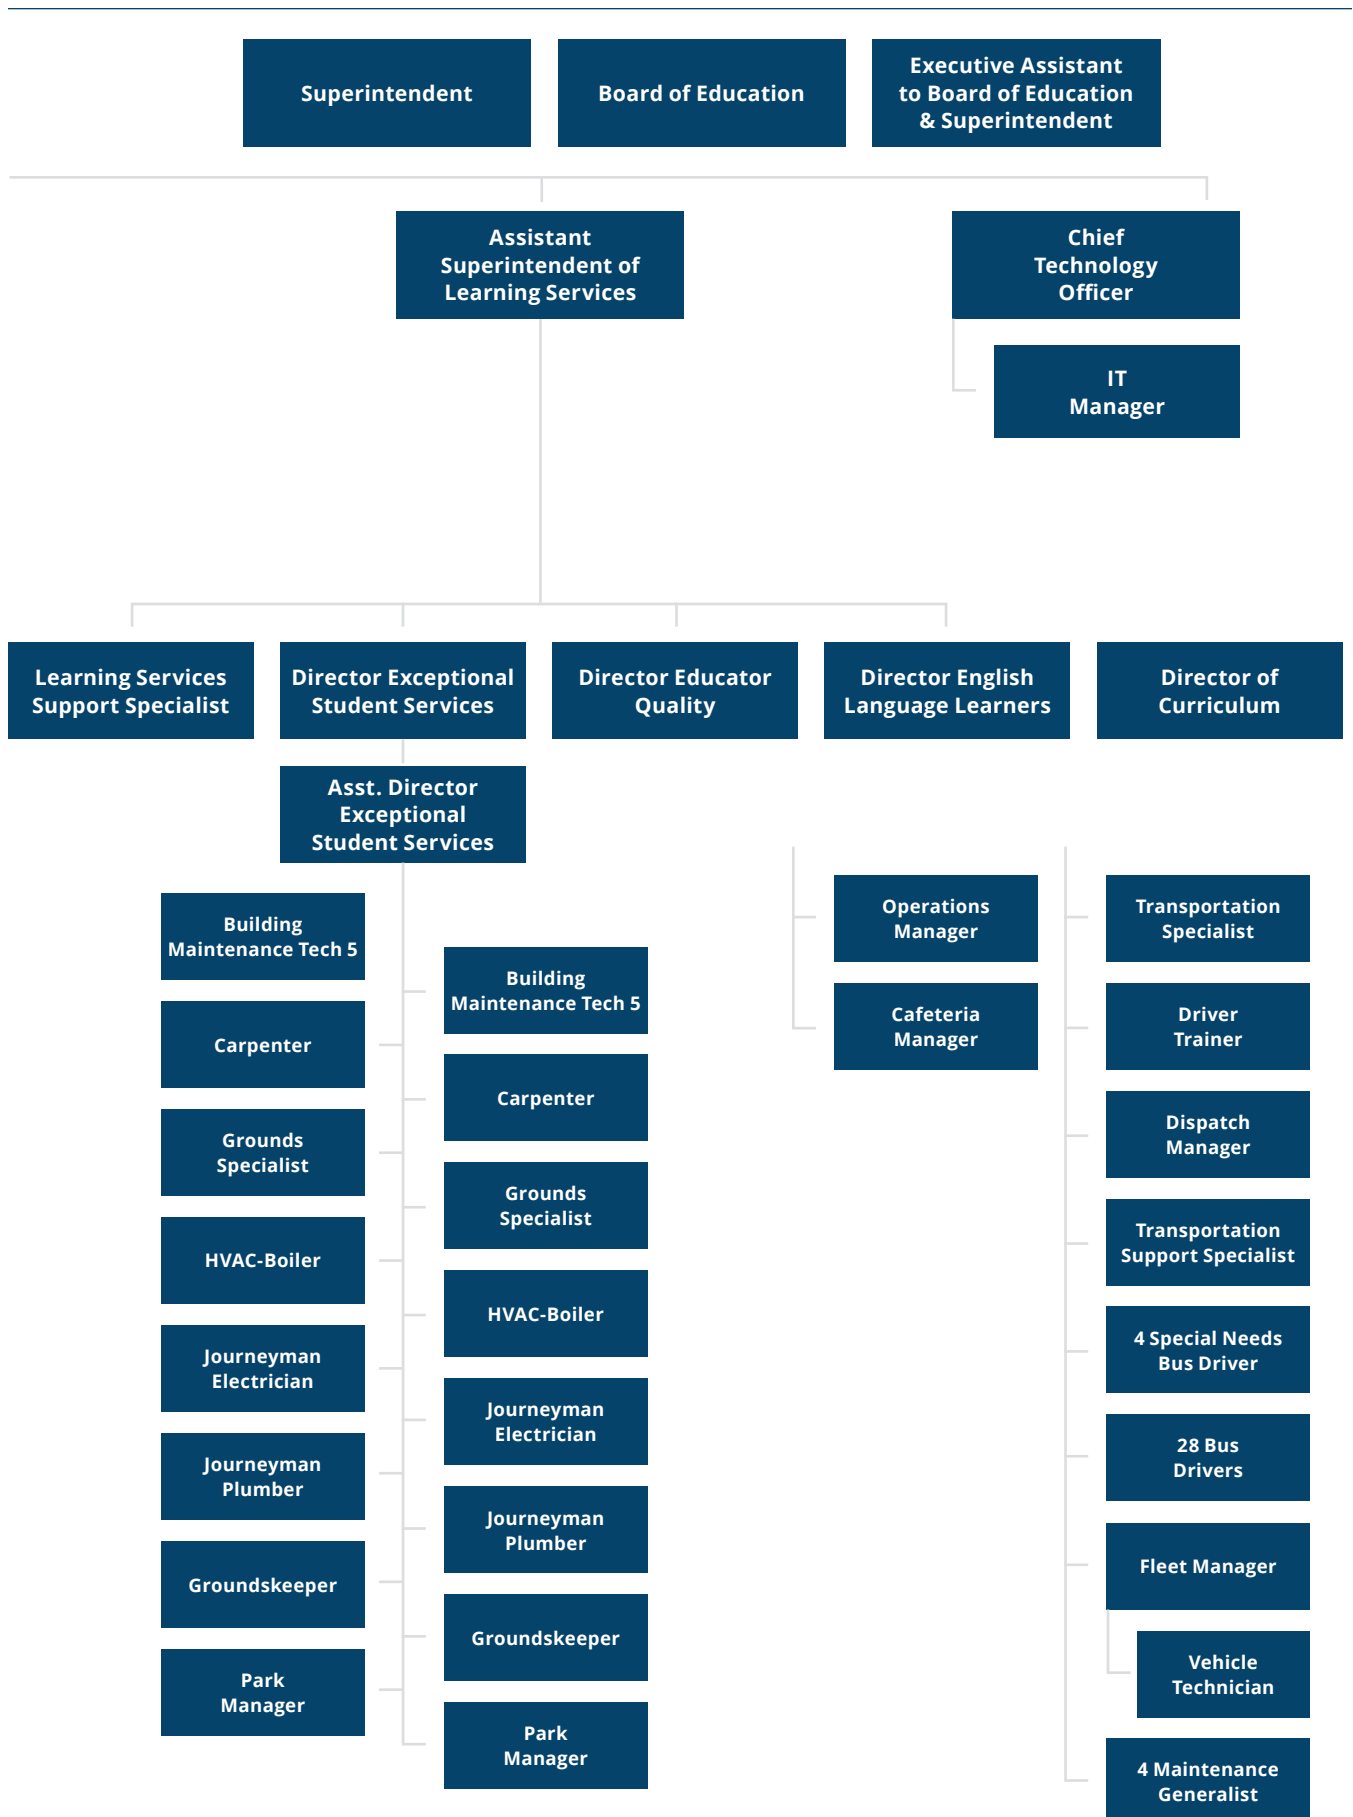 Superintendent
Board of Education
Executive Assistant
to Board of Education
& Superintendent
Assistant
Superintendent of
Learning Services
Chief
Technology
Officer
IT
Manager
Learning Services
Support Specialist
Director Exceptional
Student Services
Director Educator
Quality
Director English
Language Learners
Director of
Curriculum
Asst. Director
Exceptional
Student Services
Building
Maintenance Tech 5
Carpenter
Grounds
Specialist
HVAC-Boiler
Journeyman
Electrician
Journeyman
Plumber
Groundskeeper
Park
Manager
Building
Maintenance Tech 5
Carpenter
Grounds
Specialist
HVAC-Boiler
Journeyman
Electrician
Journeyman
Plumber
Groundskeeper
Park
Manager
Operations
Manager
Cafeteria
Manager
Transportation
Specialist
Driver
Trainer
Dispatch
Manager
Transportation
Support Specialist
4 Special Needs
Bus Driver
28 Bus
Drivers
Fleet Manager
Vehicle
Technician
4 Maintenance
Generalist